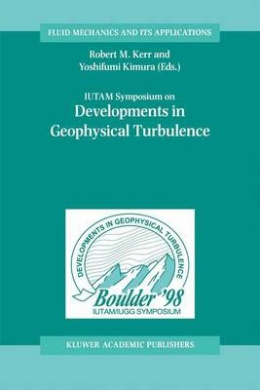 FLUID MECHANICS AND ITS APPLICATIONS
Robert M. Kerr and
Yoshifumi Kimura (Eds.)
IUTAM Symposium on
Developments in
Geophysical Turbulence
DEVELOPMENTS IN GEOPHYSICAL TURBULENCE
Boulder '98
IUTAM/IUGG SYMPOSIUM
KLUWER ACADEMIC PUBLISHERS